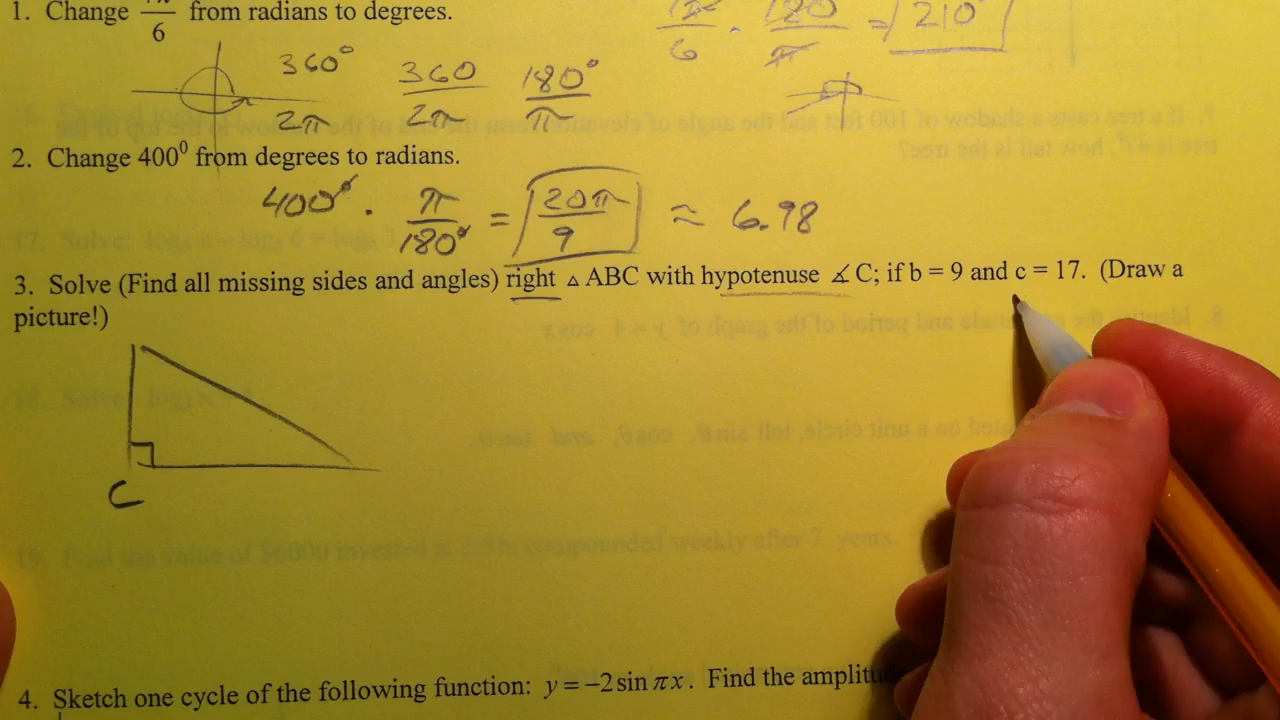 1. Change 7π/6 from radians to degrees.
7π/6 · 180/π = 210°
360°/2π 360/2π 180°/π
2. Change 400⁰ from degrees to radians.
400° · π/180° = 20π/9 ≈ 6.98
3. Solve (Find all missing sides and angles) right △ ABC with hypotenuse ∡ C; if b = 9 and c = 17. (Draw a
picture!)
C
4. Sketch one cycle of the following function: y = −2 sin πx. Find the